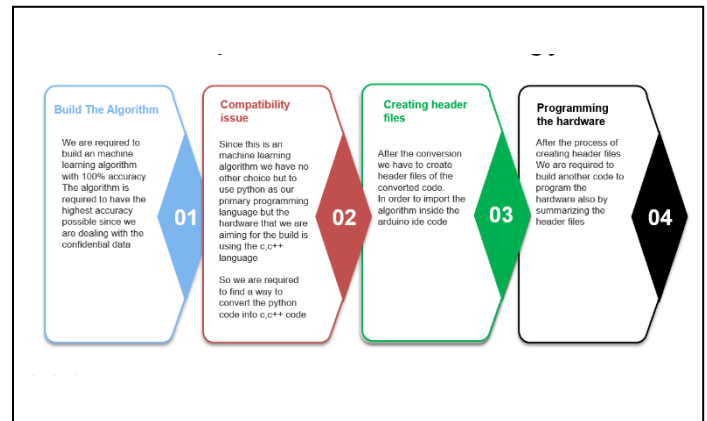 Build The Algorithm
We are required to
build an machine
learning algorithm
with 100% accuracy.
The algorithm is
required to have the
highest accuracy
possible since we
are dealing with the
confidential data
01
Compatibility
issue
Since this is an
machine learning
algorithm we have no
other choice but to
use python as our
primary programming
language but the
hardware that we are
aiming for the build is
using the c,c++
language
So we are required
to find a way to
convert the python
code into c,c++ code
02
Creating header
files
After the conversion
we have to create
header files of the
converted code.
In order to import the
algorithm inside the
arduino ide code
03
Programming
the hardware
After the process of
creating header files
We are required to
build another code to
program the
hardware also by
summarizing the
header files
04